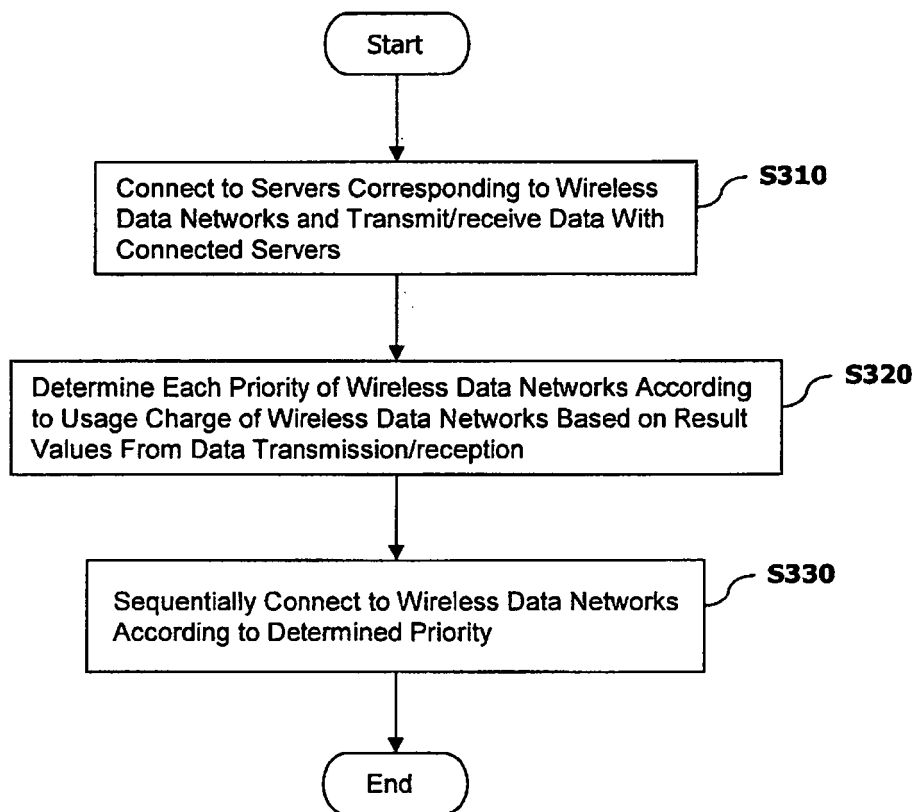 Start
Connect to Servers Corresponding to Wireless
Data Networks and Transmit/receive Data With
Connected Servers
S310
Determine Each Priority of Wireless Data Networks According
to Usage Charge of Wireless Data Networks Based on Result
Values From Data Transmission/reception
S320
Sequentially Connect to Wireless Data Networks
According to Determined Priority
S330
End